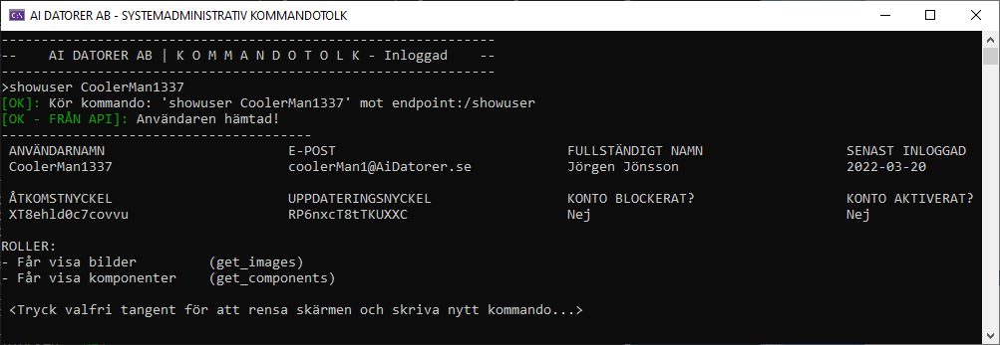 AI DATORER AB - SYSTEMADMINISTRATIV KOMMANDOTOLK
--------------------------------------------------------------
--    AI DATORER AB | K O M M A N D O T O L K - Inloggad    --
--------------------------------------------------------------
>showuser CoolerMan1337
[OK]: Kör kommando: 'showuser CoolerMan1337' mot endpoint:/showuser
[OK - FRÅN API]: Användaren hämtad!
---------------------------------------
ANVÄNDARNAMN E-POST FULLSTÄNDIGT NAMN SENAST INLOGGAD
CoolerMan1337 coolerMan1@AiDatorer.se Jörgen Jönsson 2022-03-20
ÅTKOMSTNYCKEL UPPDATERINGSNYCKEL KONTO BLOCKERAT? KONTO AKTIVERAT?
XT8ehld0c7covvu RP6nxcT8tTKUXXC Nej Nej
ROLLER:
- Får visa bilder (get_images)
- Får visa komponenter (get_components)
<Tryck valfri tangent för att rensa skärmen och skriva nytt kommando...>